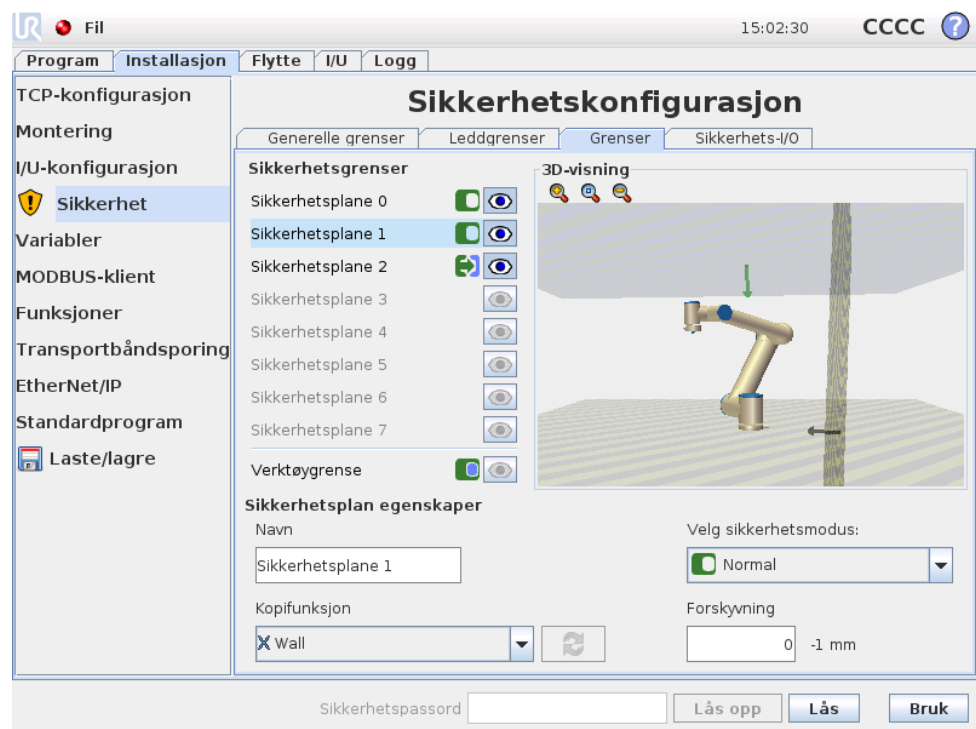 UR Fil 15:02:30 CCCC ?
Program Installasjon Flytte I/U Logg
TCP-konfigurasjon
Montering
I/U-konfigurasjon
Sikkerhet
Variabler
MODBUS-klient
Funksjoner
Transportbåndsporing
EtherNet/IP
Standardprogram
Laste/lagre
Sikkerhetskonfigurasjon
Generelle grenser Leddgrenser Grenser Sikkerhets-I/O
Sikkerhetsgrenser
Sikkerhetsplane 0
Sikkerhetsplane 1
Sikkerhetsplane 2
Sikkerhetsplane 3
Sikkerhetsplane 4
Sikkerhetsplane 5
Sikkerhetsplane 6
Sikkerhetsplane 7
Verktøygrense
3D-visning
Sikkerhetsplan egenskaper
Navn
Sikkerhetsplane 1
Velg sikkerhetsmodus:
Normal
Kopifunksjon
Wall
Forskyvning
0 -1 mm
Sikkerhetspassord Lås opp Lås Bruk